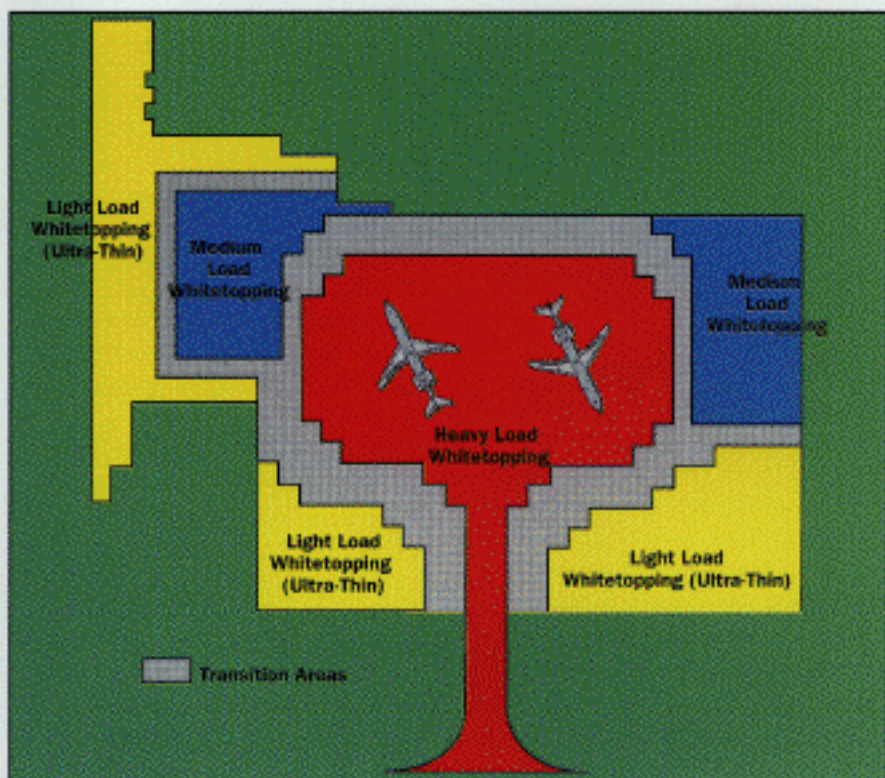 Light Load
Whitetopping
(Ultra-Thin)
Medium
Load
Whitetopping
Medium
Load
Whitetopping
Heavy Load
Whitetopping
Light Load
Whitetopping
(Ultra-Thin)
Light Load
Whitetopping (Ultra-Thin)
Transition Areas